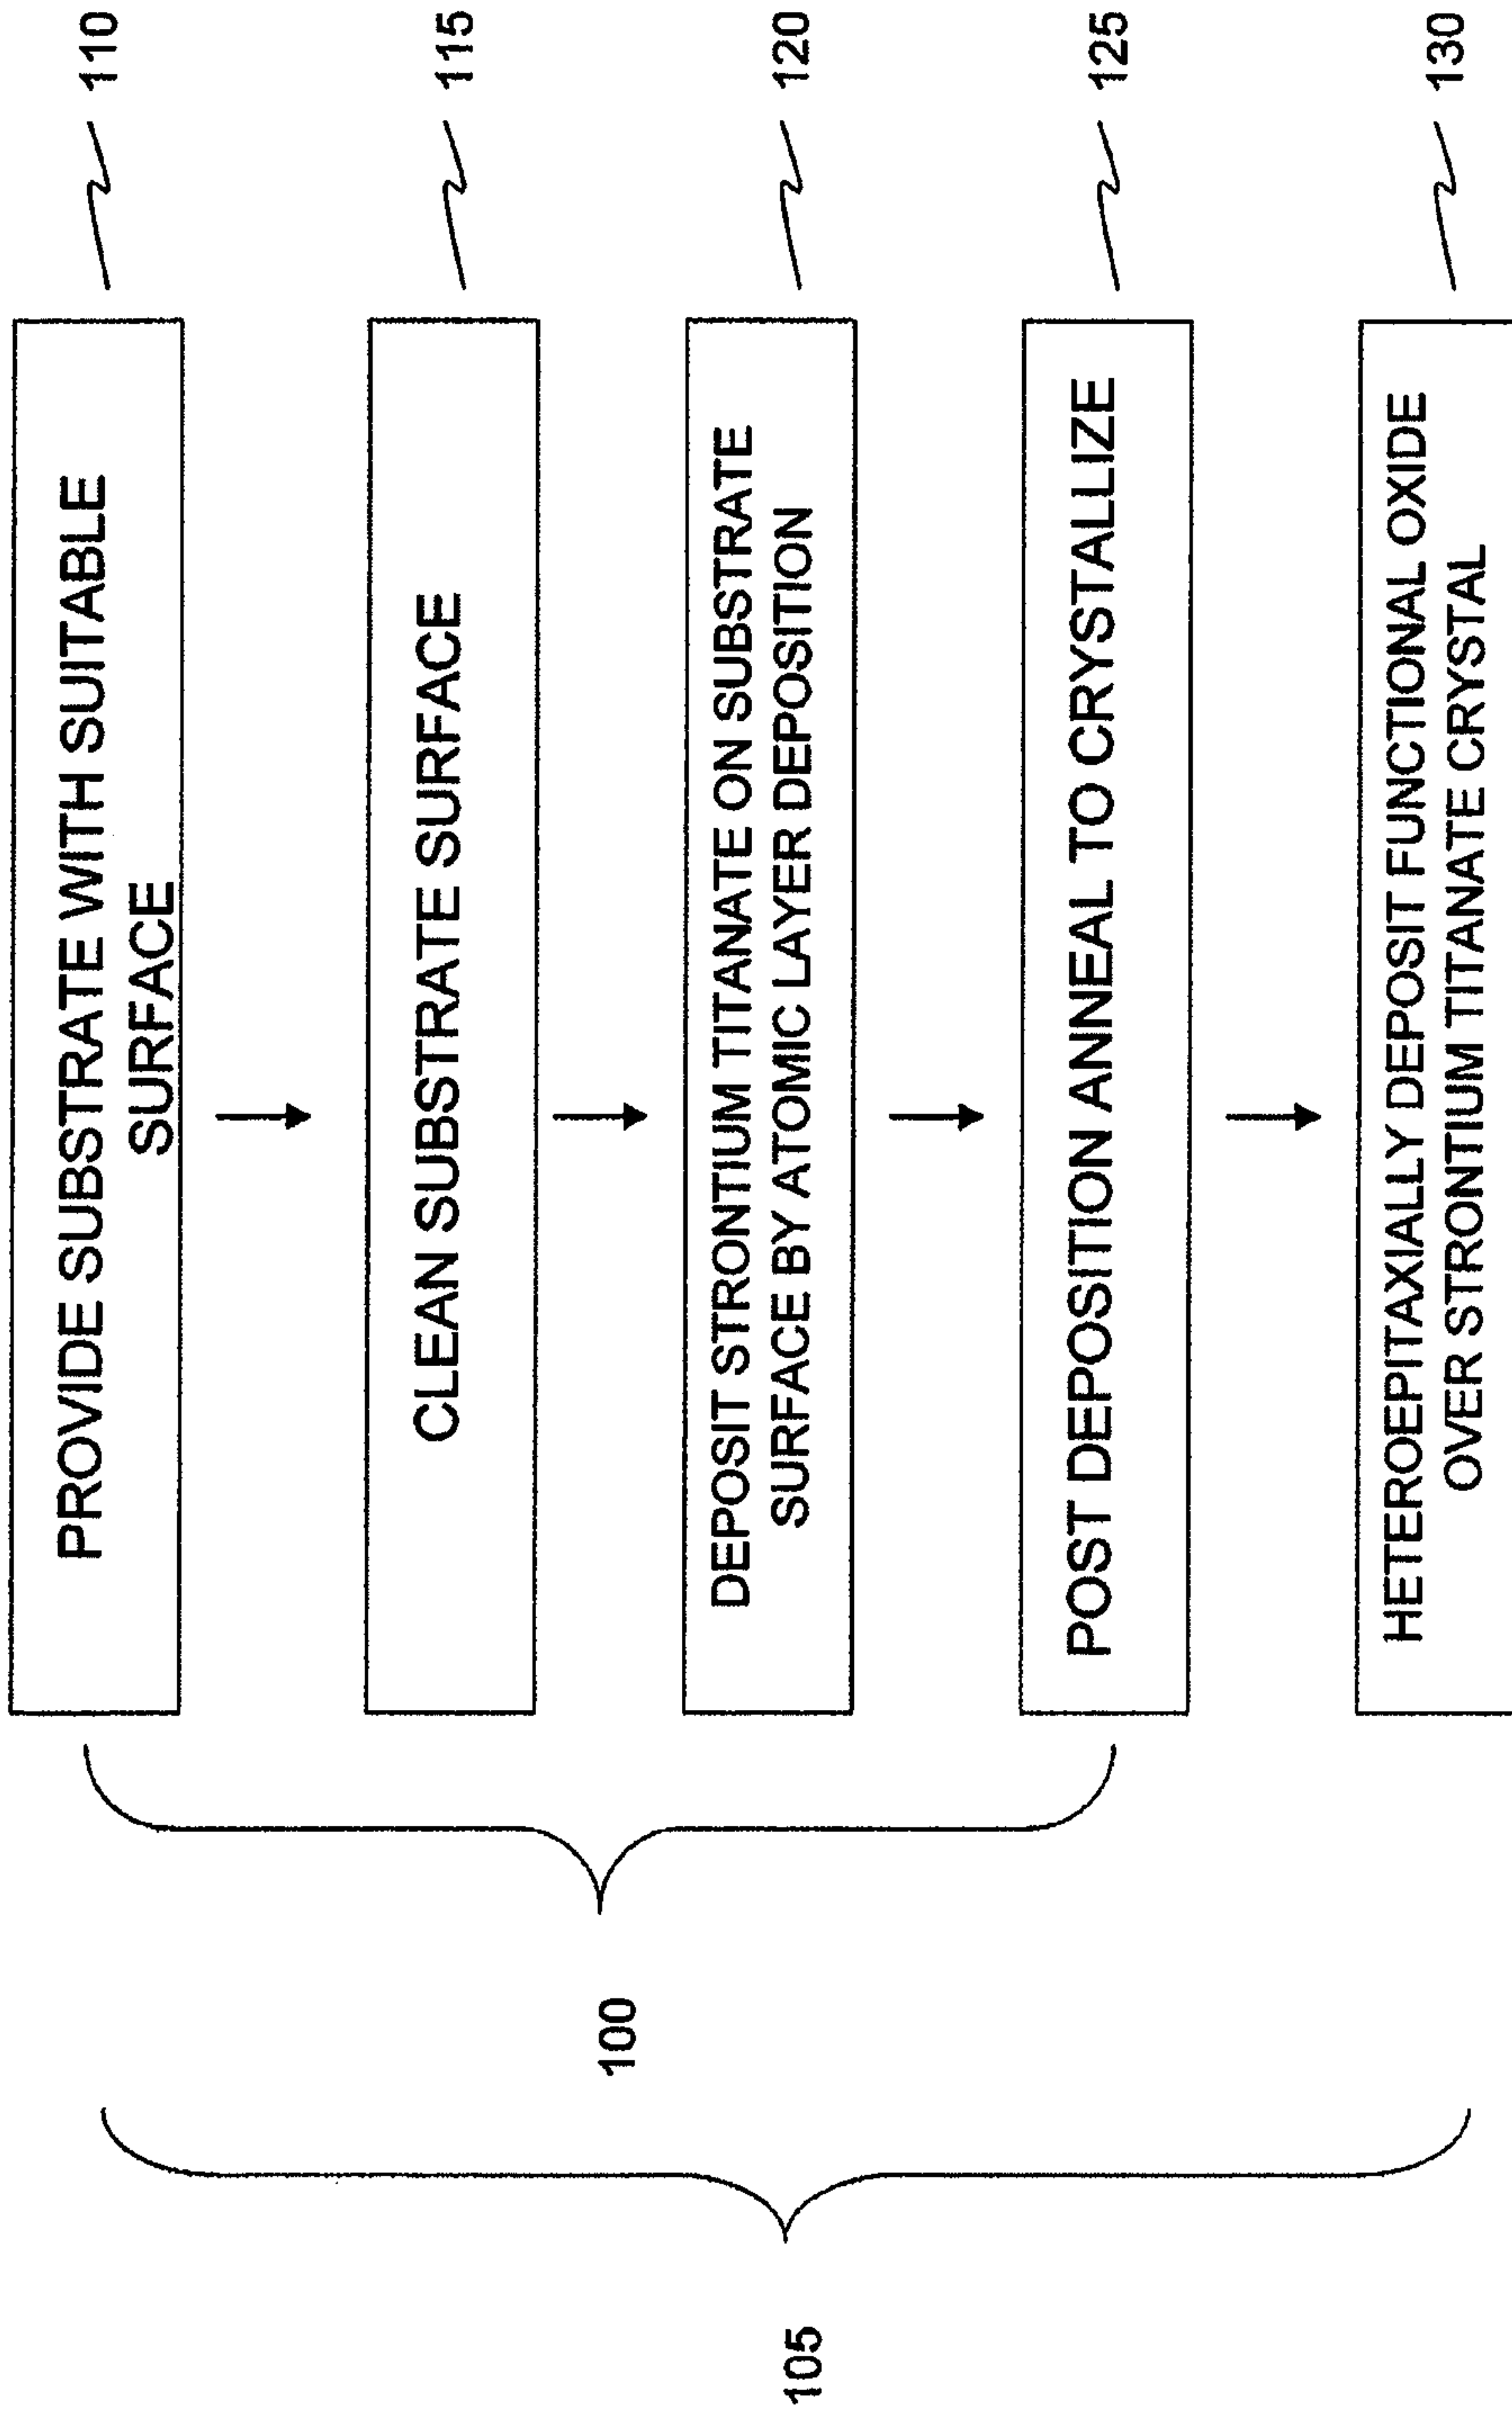 PROVIDE SUBSTRATE WITH SUITABLE
SURFACE
110
CLEAN SUBSTRATE SURFACE
115
DEPOSIT STRONTIUM TITANATE ON SUBSTRATE
SURFACE BY ATOMIC LAYER DEPOSITION
120
POST DEPOSITION ANNEAL TO CRYSTALLIZE
125
HETEROEPITAXIALLY DEPOSIT FUNCTIONAL OXIDE
OVER STRONTIUM TITANATE CRYSTAL
130
100
105